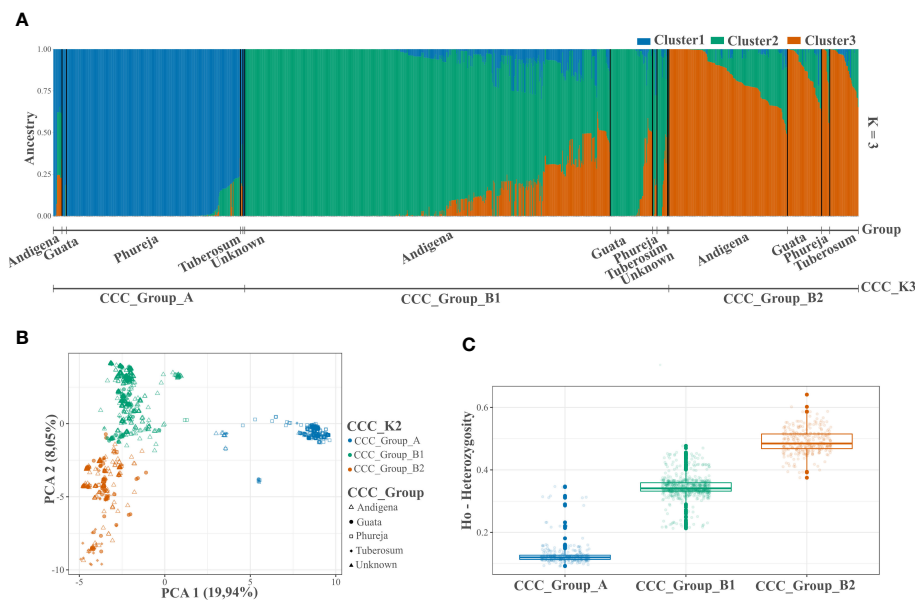 A
Cluster1 Cluster2 Cluster3
1.00
0.75
0.50
0.25
0.00
Ancestry
K = 3
Group
Andigena Guata Phureja Tuberosum Unknown Andigena Guata Phureja Tuberosum Unknown Andigena Guata Phureja Tuberosum
CCC_K3
CCC_Group_A CCC_Group_B1 CCC_Group_B2
B
PCA 2 (8,05%)
0
-5
-10
-5 0 5 10
PCA 1 (19,94%)
CCC_K2
CCC_Group_A
CCC_Group_B1
CCC_Group_B2
CCC_Group
Andigena
Guata
Phureja
Tuberosum
Unknown
C
Ho - Heterozygosity
0.6
0.4
0.2
CCC_Group_A CCC_Group_B1 CCC_Group_B2